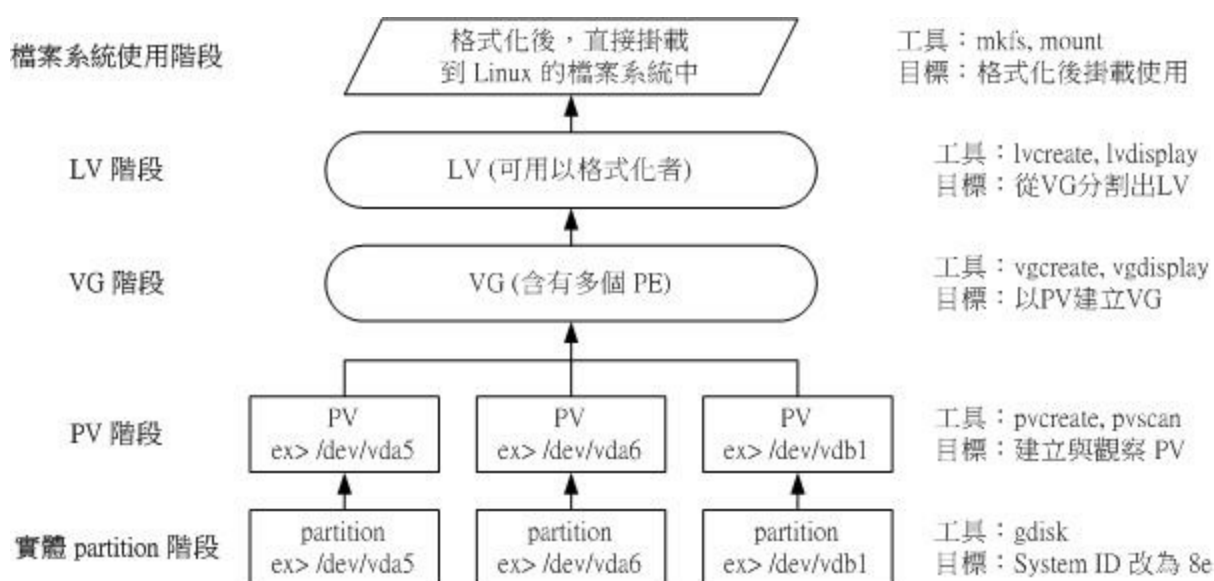 檔案系統使用階段
格式化後，直接掛載
到 Linux 的檔案系統中
工具：mkfs, mount
目標：格式化後掛載使用
LV 階段
LV (可用以格式化者)
工具：lvcreate, lvdisplay
目標：從VG分割出LV
VG 階段
VG (含有多個 PE)
工具：vgcreate, vgdisplay
目標：以PV建立VG
PV 階段
PV
ex> /dev/vda5
PV
ex> /dev/vda6
PV
ex> /dev/vdb1
工具：pvcreate, pvscan
目標：建立與觀察 PV
實體 partition 階段
partition
ex> /dev/vda5
partition
ex> /dev/vda6
partition
ex> /dev/vdb1
工具：gdisk
目標：System ID 改為 8e